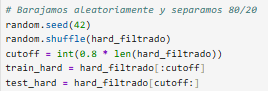 # Barajamos aleatoriamente y separamos 80/20
random.seed(42)
random.shuffle(hard_filtrado)
cutoff = int(0.8 * len(hard_filtrado))
train_hard = hard_filtrado[:cutoff]
test_hard = hard_filtrado[cutoff:]